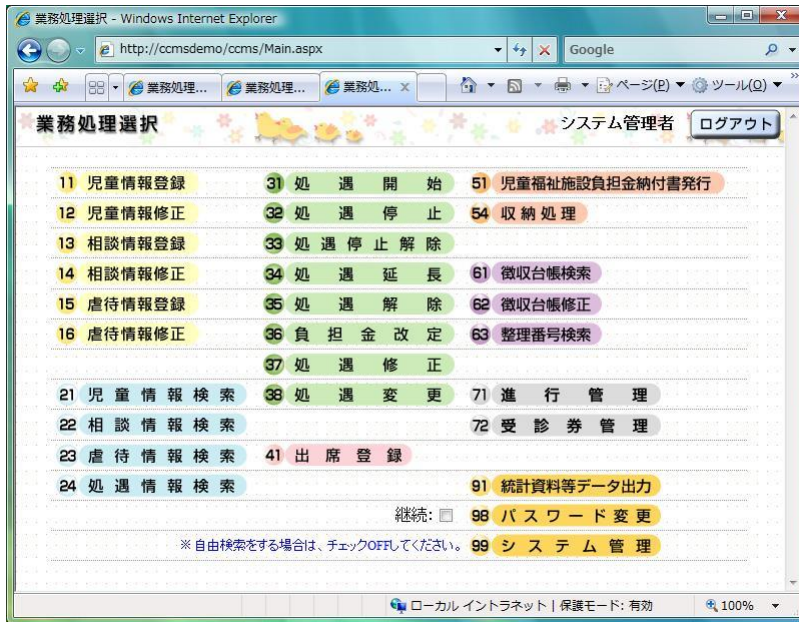 業務処理選択 - Windows Internet Explorer
http://ccmsdemo/ccms/Main.aspx
Google
業務処理... 業務処理... 業務処... ページ(P) ツール(O)
業務処理選択 システム管理者 ログアウト
11 児童情報登録 31 処遇開始 51 児童福祉施設負担金納付書発行
12 児童情報修正 32 処遇停止 54 収納処理
13 相談情報登録 33 処遇停止解除
14 相談情報修正 34 処遇延長 61 徴収台帳検索
15 虐待情報登録 35 処遇解除 62 徴収台帳修正
16 虐待情報修正 36 負担金改定 63 整理番号検索
37 処遇修正
21 児童情報検索 38 処遇変更 71 進行管理
22 相談情報検索 72 受診券管理
23 虐待情報検索 41 出席登録
24 処遇情報検索 91 統計資料等データ出力
継続: 98 パスワード変更
※自由検索をする場合は、チェックOFFしてください。 99 システム管理
ローカル イントラネット | 保護モード: 有効 100%